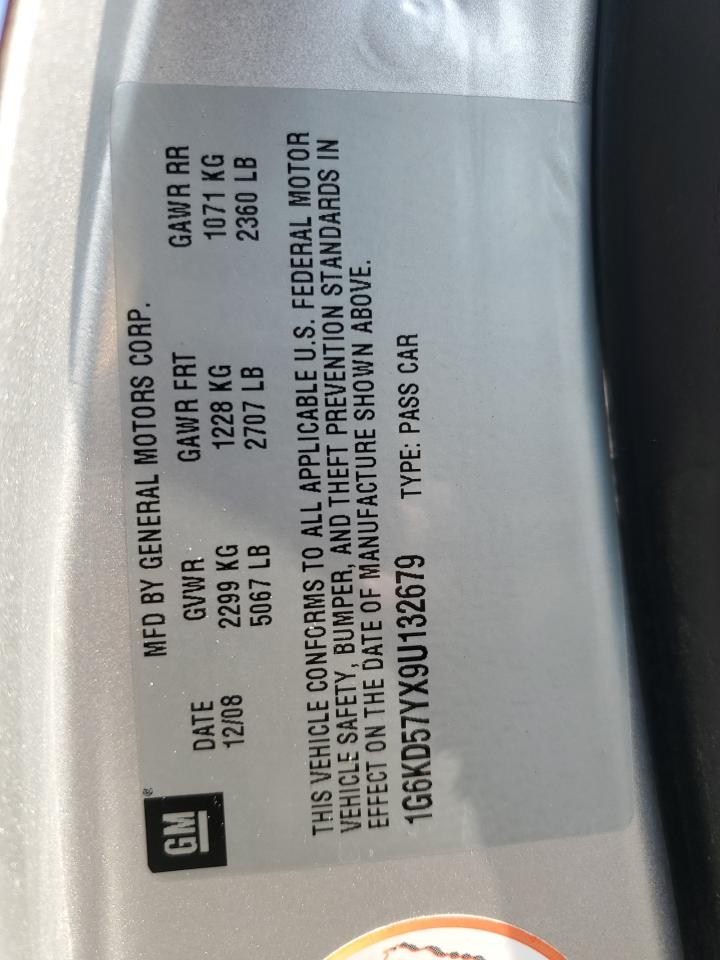 GM®
MFD BY GENERAL MOTORS CORP.
DATE GVWR GAWR FRT GAWR RR
12/08 2299 KG 1228 KG 1071 KG
5067 LB 2707 LB 2360 LB
THIS VEHICLE CONFORMS TO ALL APPLICABLE U.S. FEDERAL MOTOR
VEHICLE SAFETY, BUMPER, AND THEFT PREVENTION STANDARDS IN
EFFECT ON THE DATE OF MANUFACTURE SHOWN ABOVE.
1G6KD57YX9U132679 TYPE: PASS CAR